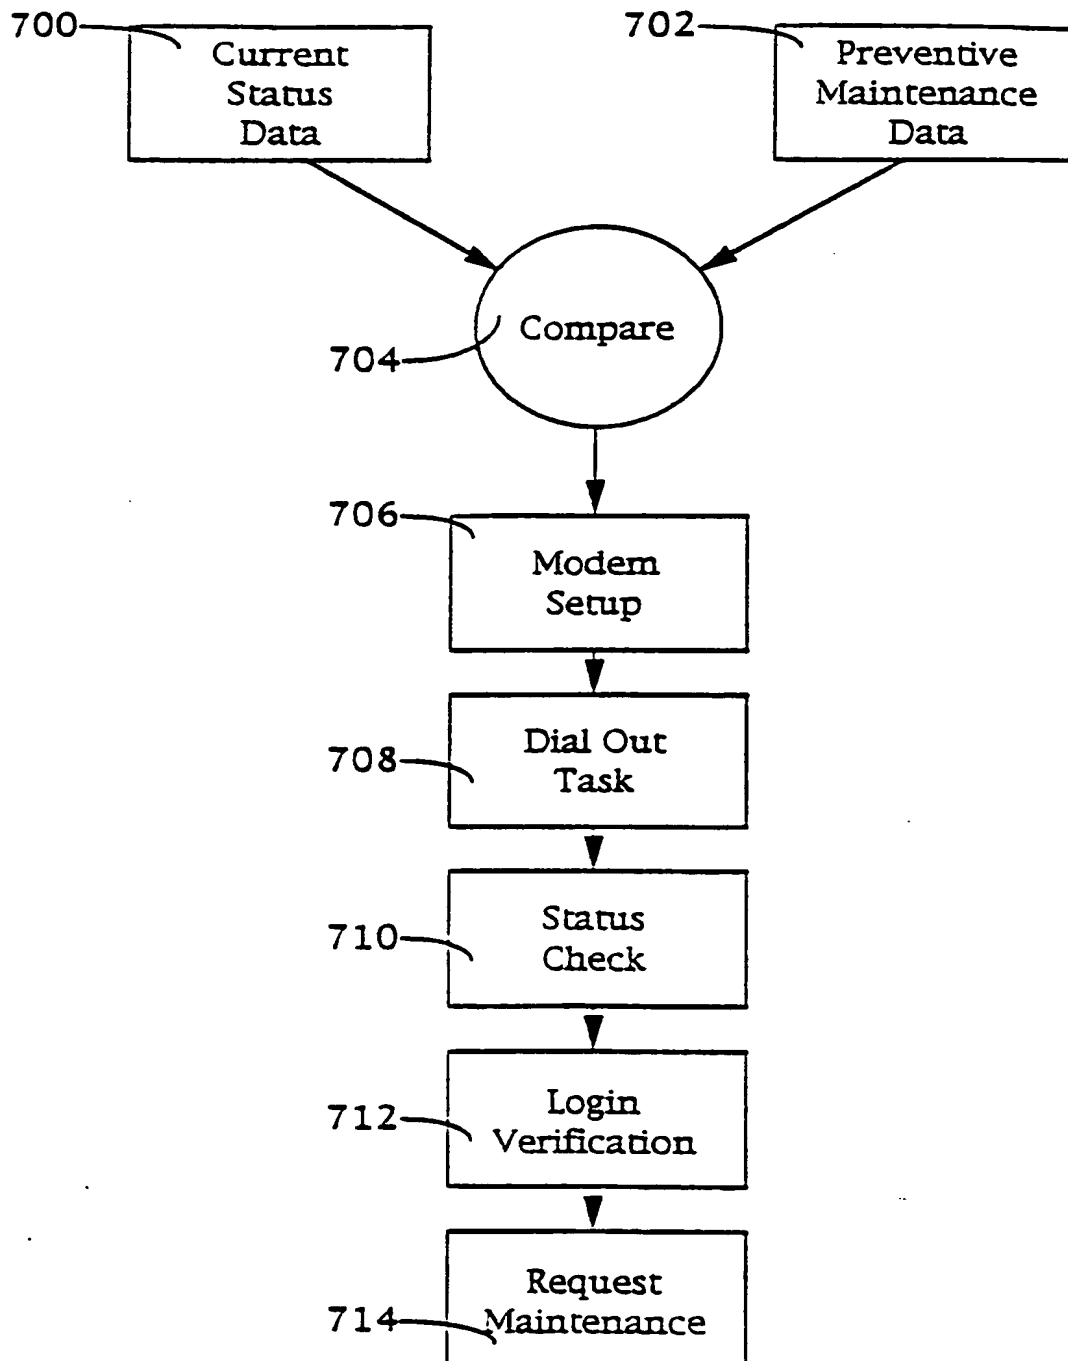 700
Current
Status
Data
702
Preventive
Maintenance
Data
704
Compare
706
Modem
Setup
708
Dial Out
Task
710
Status
Check
712
Login
Verification
714
Request
Maintenance